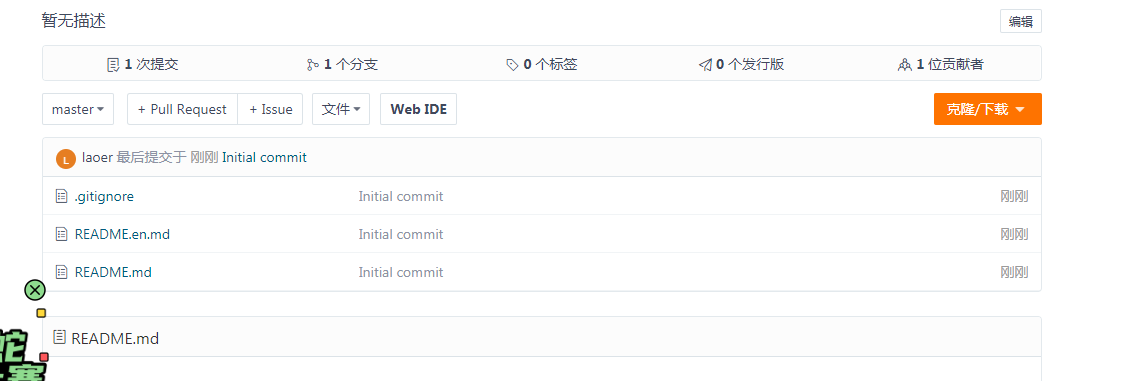 暂无描述 编辑
1 次提交 1 个分支 0 个标签 0 个发行版 1 位贡献者
master + Pull Request + Issue 文件 Web IDE 克隆/下载
L laoer 最后提交于 刚刚 Initial commit
.gitignore Initial commit 刚刚
README.en.md Initial commit 刚刚
README.md Initial commit 刚刚
README.md
蛇
赛